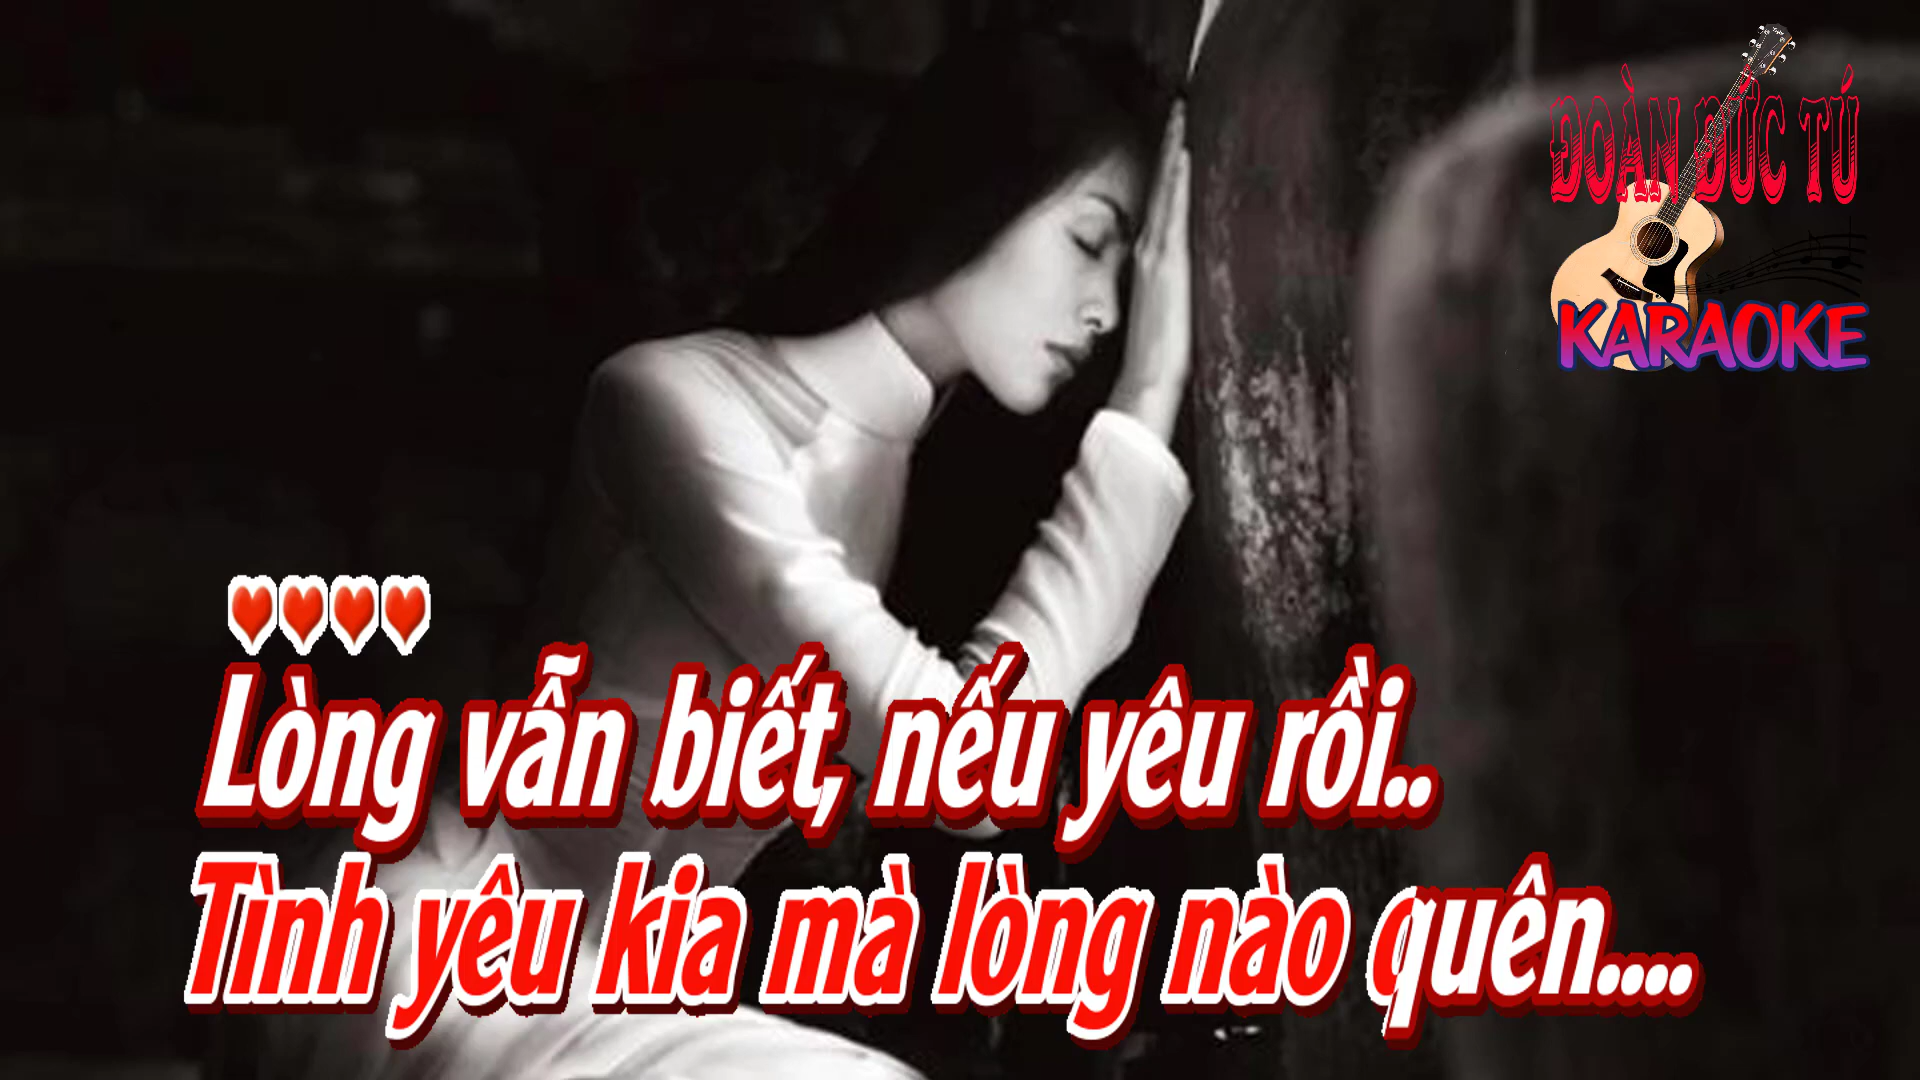 ĐOÀN ĐỨC TÚ
KARAOKE
Lòng vẫn biết, nếu yêu rồi..
Tình yêu kia mà lòng nào quên....